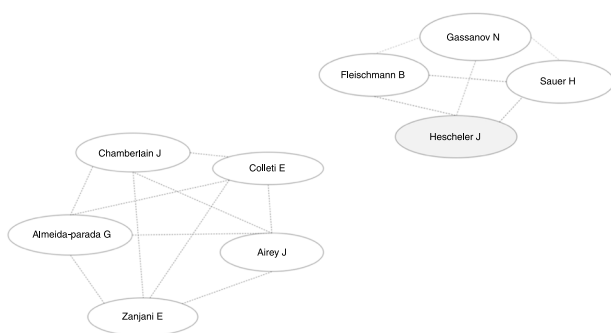 Gassanov N
Fleischmann B
Sauer H
Hescheler J
Chamberlain J
Colleti E
Almeida-parada G
Airey J
Zanjani E